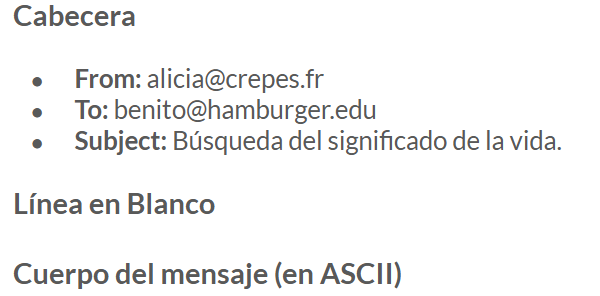 Cabecera
• From: alicia@crepes.fr
• To: benito@hamburger.edu
• Subject: Búsqueda del significado de la vida.
Línea en Blanco
Cuerpo del mensaje (en ASCII)